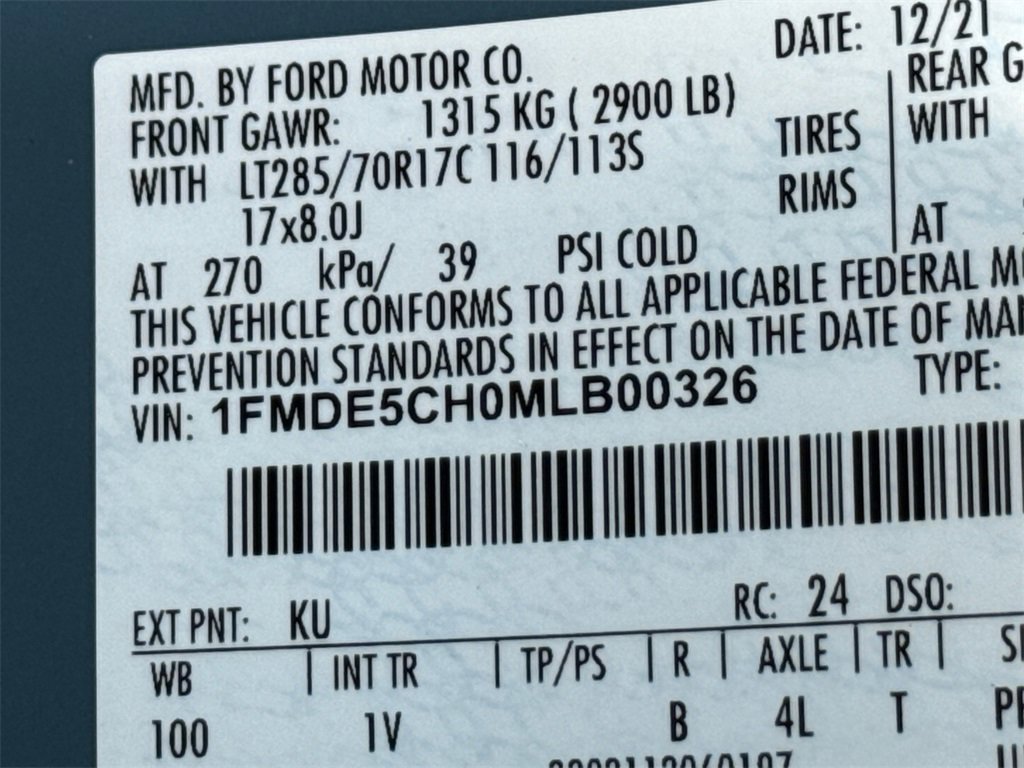 MFD. BY FORD MOTOR CO. DATE: 12/21
FRONT GAWR: 1315 KG ( 2900 LB) REAR
WITH LT285/70R17C 116/113S TIRES WITH
17x8.0J RIMS
AT 270 kPa/ 39 PSI COLD AT
THIS VEHICLE CONFORMS TO ALL APPLICABLE FEDERAL
PREVENTION STANDARDS IN EFFECT ON THE DATE OF
VIN: 1FMDE5CH0MLB00326 TYPE:
EXT PNT: KU RC: 24 DSO:
WB | INT TR | TP/PS | R | AXLE | TR |
100 1V B 4L T